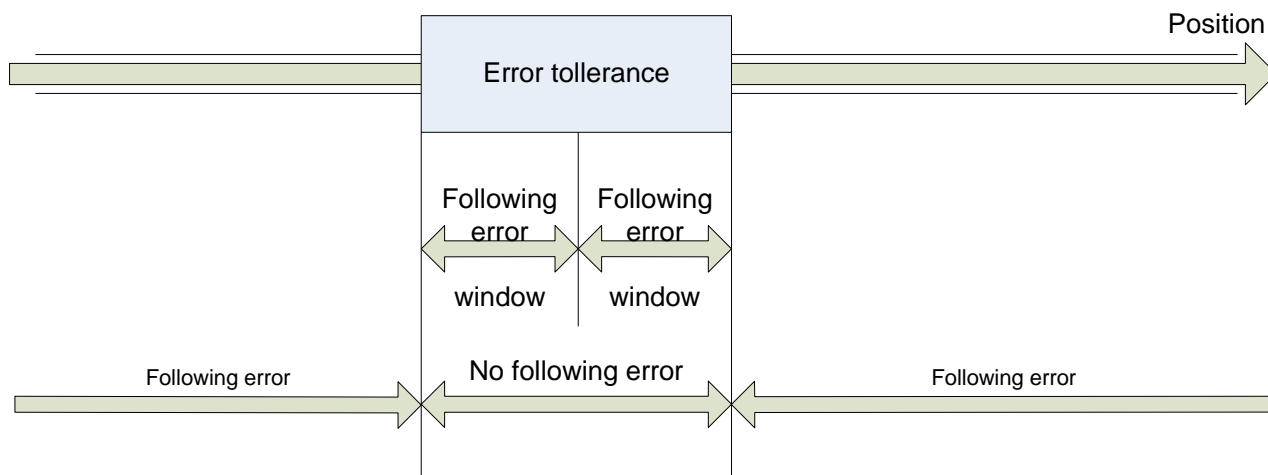 Position
Error tollerance
Following
error
window
Following
error
window
Following error
No following error
Following error